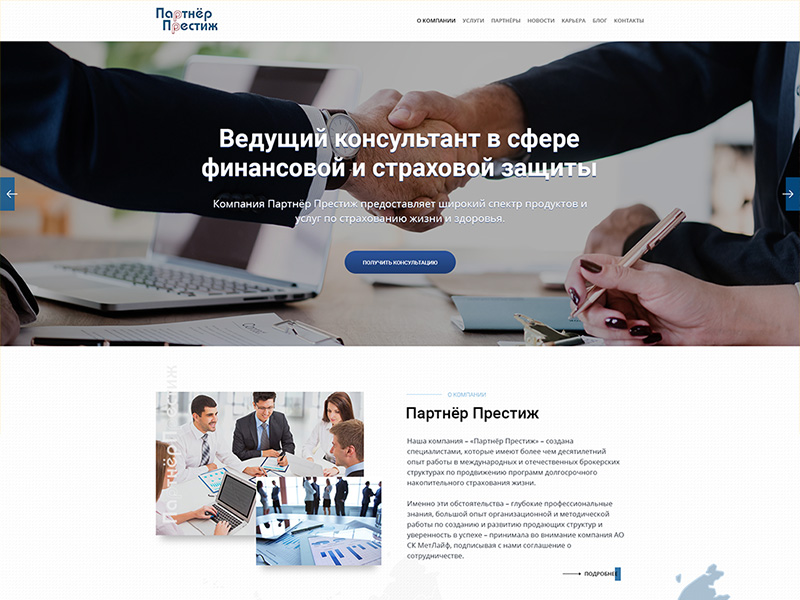 Партнёр
Престиж
О КОМПАНИИ УСЛУГИ ПАРТНЁРЫ НОВОСТИ КАРЬЕРА БЛОГ КОНТАКТЫ
Ведущий консультант в сфере
финансовой и страховой защиты
Компания Партнёр Престиж предоставляет широкий спектр продуктов и
услуг по страхованию жизни и здоровья.
ПОЛУЧИТЬ КОНСУЛЬТАЦИЮ
Партнёр Престиж
О КОМПАНИИ
Партнёр Престиж
Наша компания – «Партнёр Престиж» – создана
специалистами, которые имеют более чем десятилетний
опыт работы в международных и отечественных брокерских
структурах по продвижению программ долгосрочного
накопительного страхования жизни.
Именно эти обстоятельства – глубокие профессиональные
знания, большой опыт организационной и методической
работы по созданию и развитию продающих структур и
уверенность в успехе – принимала во внимание компания АО
СК МетЛайф, подписывая с нами соглашение о
сотрудничестве.
ПОДРОБНЕЕ